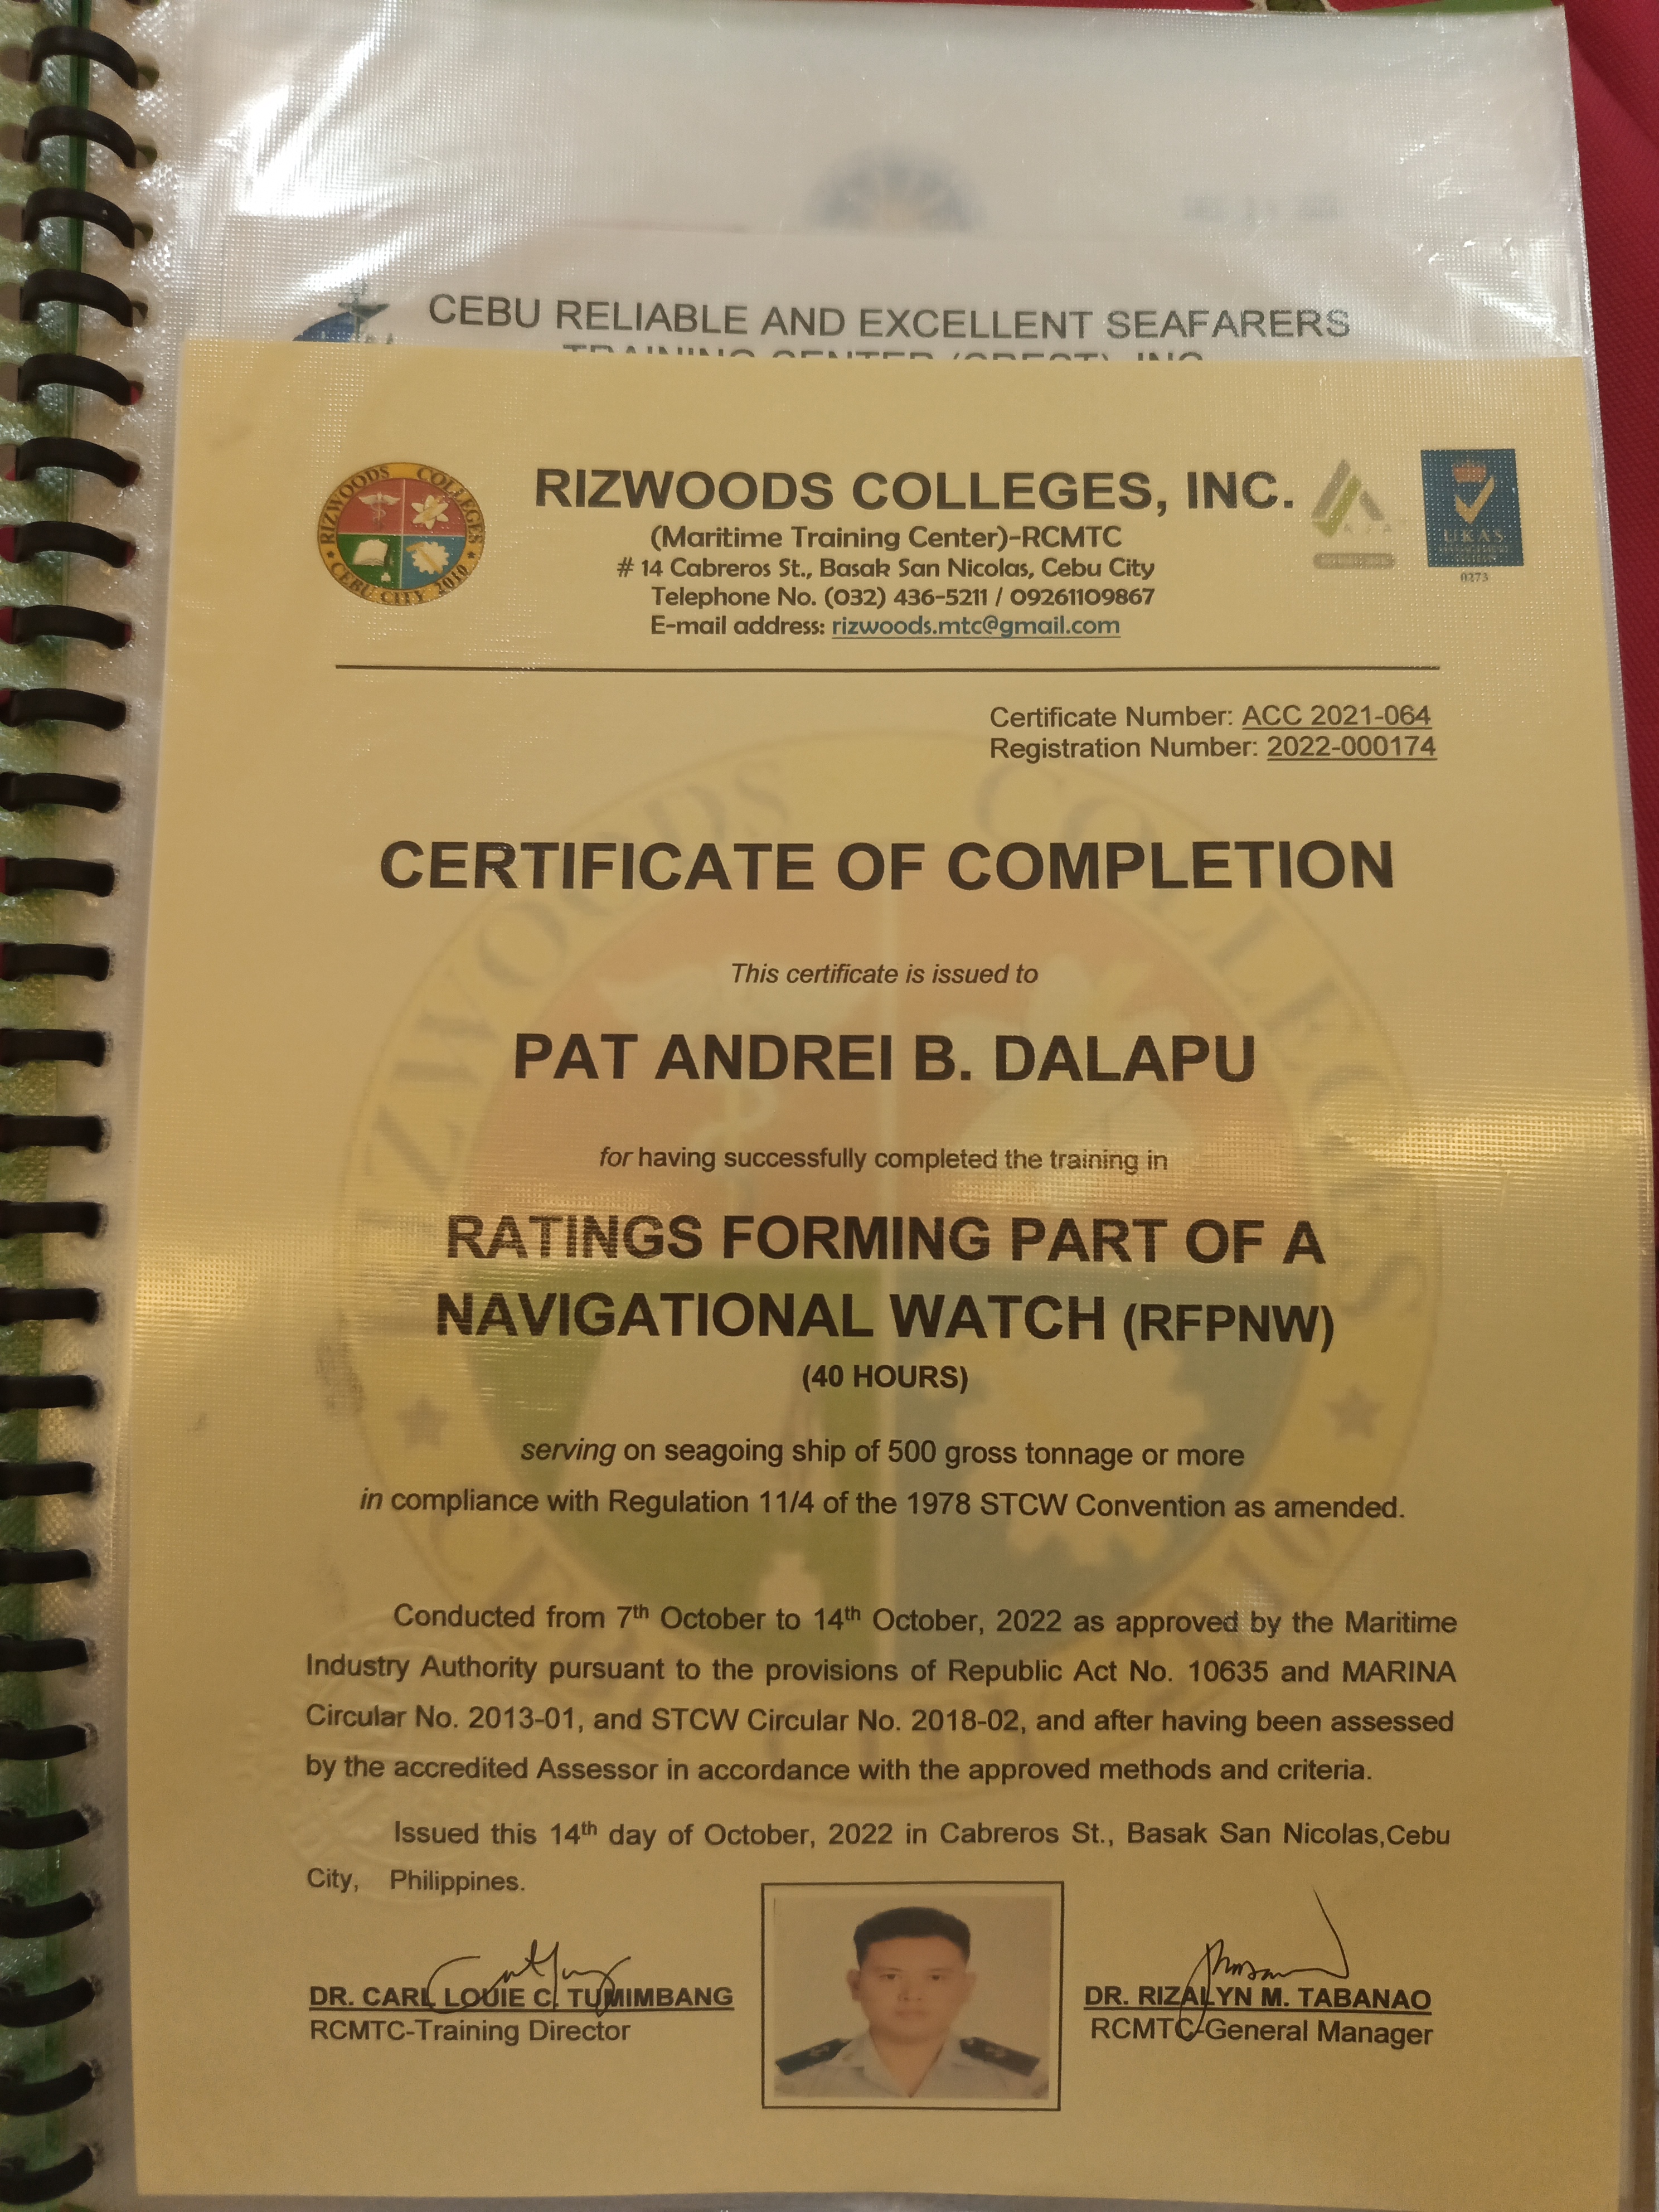 CEBU RELIABLE AND EXCELLENT SEAFARERS
TRAINING CENTER (CREST), INC
RIZWOODS COLLEGES
CEBU CITY 2010
RIZWOODS COLLEGES, INC.
(Maritime Training Center)-RCMTC
# 14 Cabreros St., Basak San Nicolas, Cebu City
Telephone No. (032) 436-5211 / 09261109867
E-mail address: rizwoods.mtc@gmail.com
UKAS
0273
Certificate Number: ACC 2021-064
Registration Number: 2022-000174
CERTIFICATE OF COMPLETION
This certificate is issued to
PAT ANDREI B. DALAPU
for having successfully completed the training in
RATINGS FORMING PART OF A
NAVIGATIONAL WATCH (RFPNW)
(40 HOURS)
serving on seagoing ship of 500 gross tonnage or more
in compliance with Regulation 11/4 of the 1978 STCW Convention as amended.
Conducted from 7th October to 14th October, 2022 as approved by the Maritime
Industry Authority pursuant to the provisions of Republic Act No. 10635 and MARINA
Circular No. 2013-01, and STCW Circular No. 2018-02, and after having been assessed
by the accredited Assessor in accordance with the approved methods and criteria.
Issued this 14th day of October, 2022 in Cabreros St., Basak San Nicolas,Cebu
City, Philippines.
DR. CARL LOUIE C. TUMIMBANG
RCMTC-Training Director
DR. RIZALYN M. TABANAO
RCMTC-General Manager